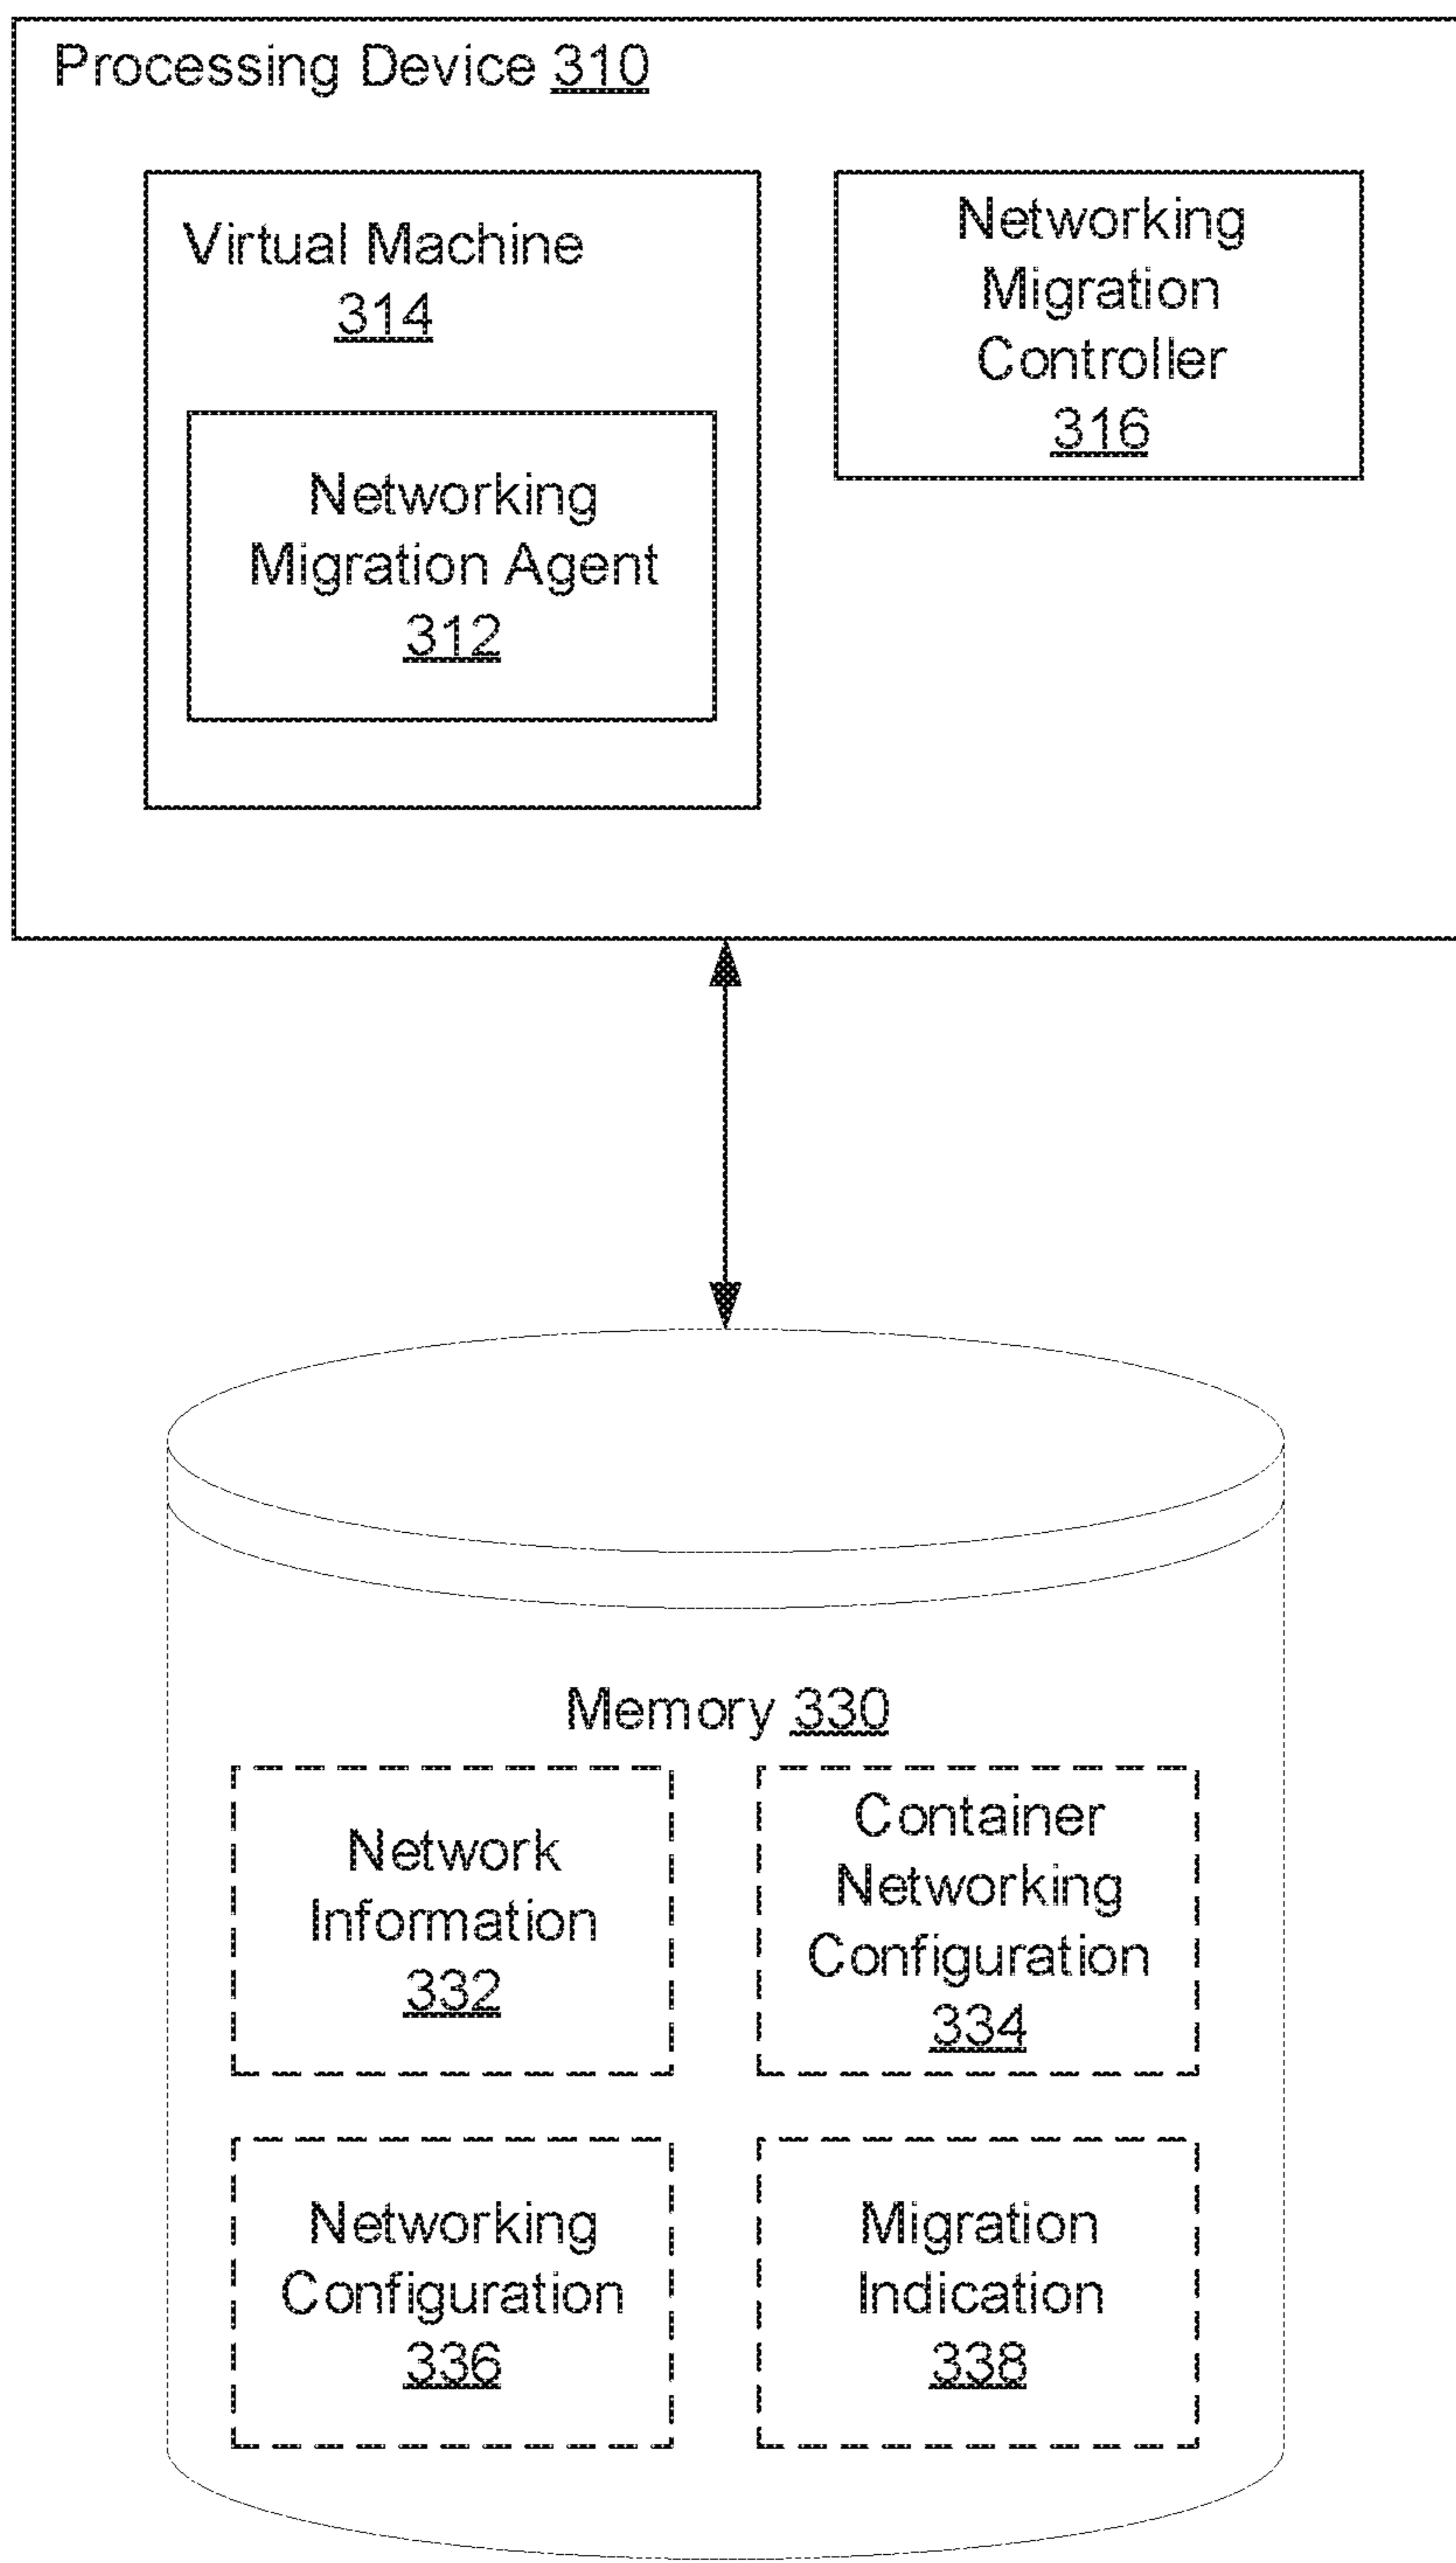 Processing Device 310
Virtual Machine
314
Networking
Migration Agent
312
Networking
Migration
Controller
316
Memory 330
Network
Information
332
Container
Networking
Configuration
334
Networking
Configuration
336
Migration
Indication
338